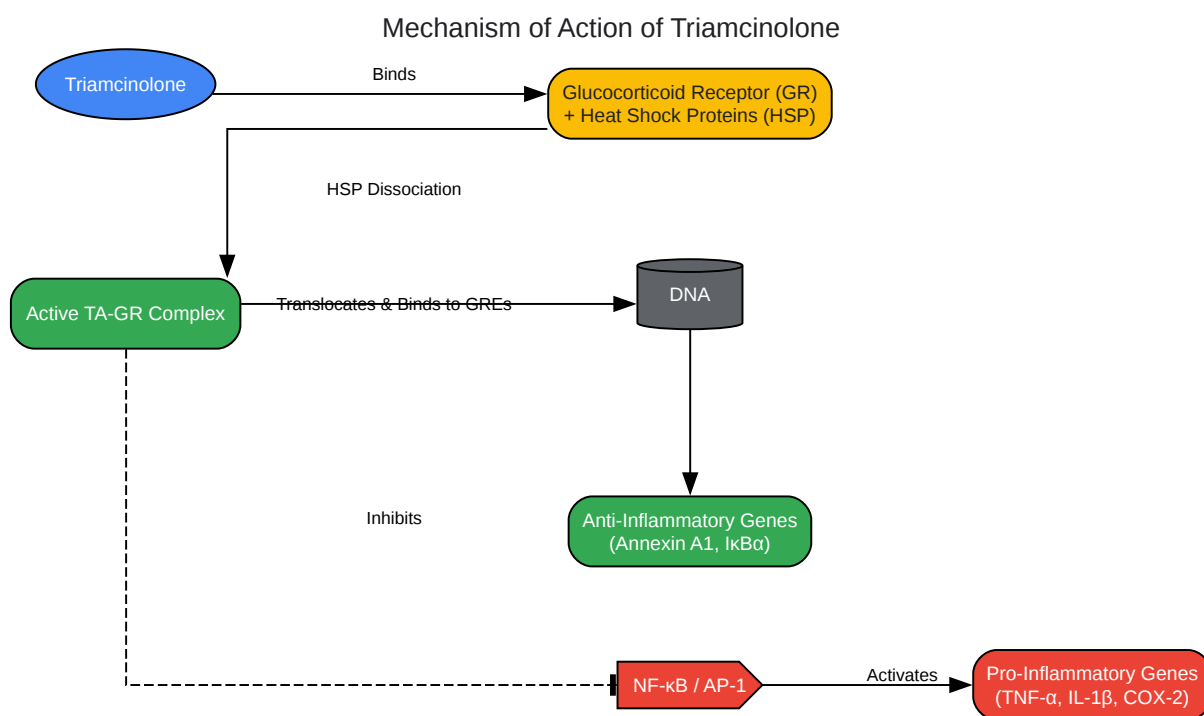 Mechanism of Action of Triamcinolone
Triamcinolone
Binds
Glucocorticoid Receptor (GR)
+ Heat Shock Proteins (HSP)
HSP Dissociation
Active TA-GR Complex
Translocates & Binds to GREs
DNA
Inhibits
Anti-Inflammatory Genes
(Annexin A1, IκBα)
NF-κB / AP-1
Activates
Pro-Inflammatory Genes
(TNF-α, IL-1β, COX-2)